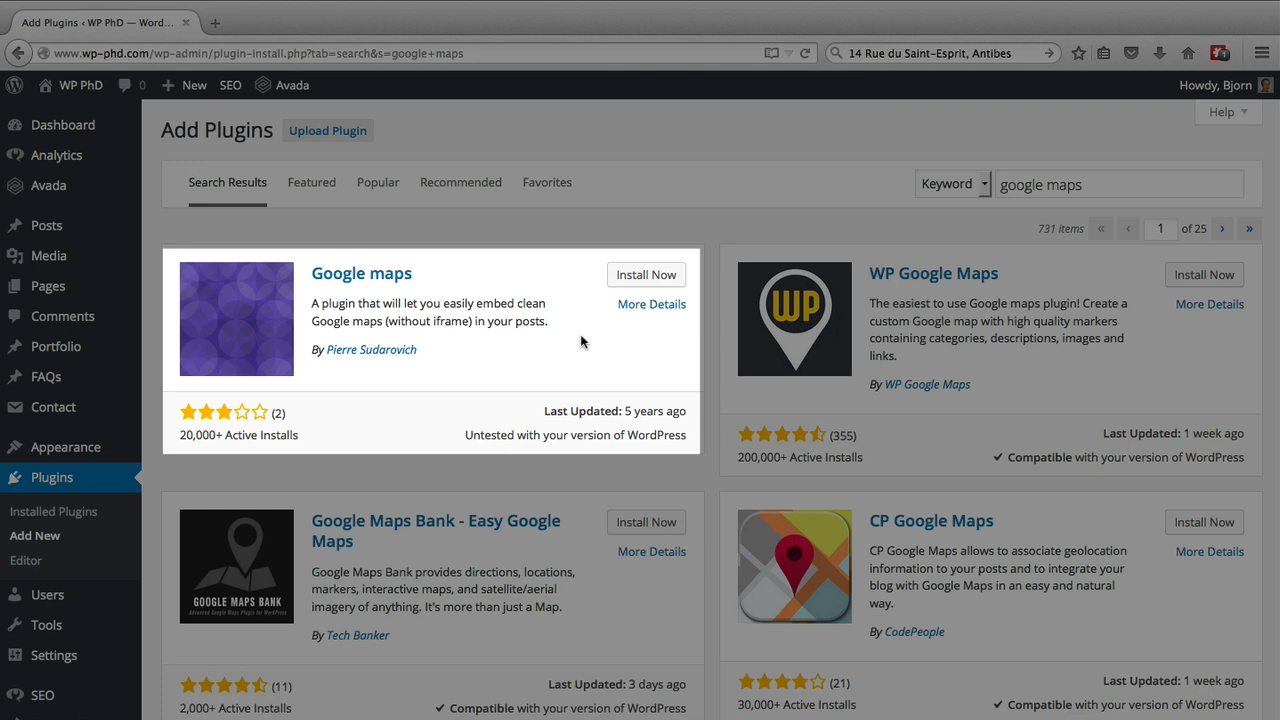 Add Plugins ‹ WP PhD — Word...
www.wp-phd.com/wp-admin/plugin-install.php?tab=search&s=google+maps
14 Rue du Saint-Esprit, Antibes
1
WP PhD
0
New
SEO
Avada
Howdy, Bjorn
Dashboard
Analytics
Avada
Posts
Media
Pages
Comments
Portfolio
FAQs
Contact
Appearance
Plugins
Installed Plugins
Add New
Editor
Users
Tools
Settings
SEO
Help
Add Plugins
Upload Plugin
Search Results
Featured
Popular
Recommended
Favorites
Keyword
google maps
731 items « ‹ 1 of 25 › »
Google maps
Install Now
More Details
A plugin that will let you easily embed clean
Google maps (without iframe) in your posts.
By Pierre Sudarovich
(2)
20,000+ Active Installs
Last Updated: 5 years ago
Untested with your version of WordPress
WP
WP Google Maps
Install Now
More Details
The easiest to use Google maps plugin! Create a
custom Google map with high quality markers
containing categories, descriptions, images and
links.
By WP Google Maps
(355)
200,000+ Active Installs
Last Updated: 1 week ago
✔ Compatible with your version of WordPress
GOOGLE MAPS BANK
Advanced Google Maps Plugin for WordPress
Google Maps Bank - Easy Google
Maps
Install Now
More Details
Google Maps Bank provides directions, locations,
markers, interactive maps, and satellite/aerial
imagery of anything. It's more than just a Map.
By Tech Banker
(11)
2,000+ Active Installs
Last Updated: 3 days ago
✔ Compatible with your version of WordPress
CP Google Maps
Install Now
More Details
CP Google Maps allows to associate geolocation
information to your posts and to integrate your
blog with Google Maps in an easy and natural
way.
By CodePeople
(21)
30,000+ Active Installs
Last Updated: 1 week ago
✔ Compatible with your version of WordPress